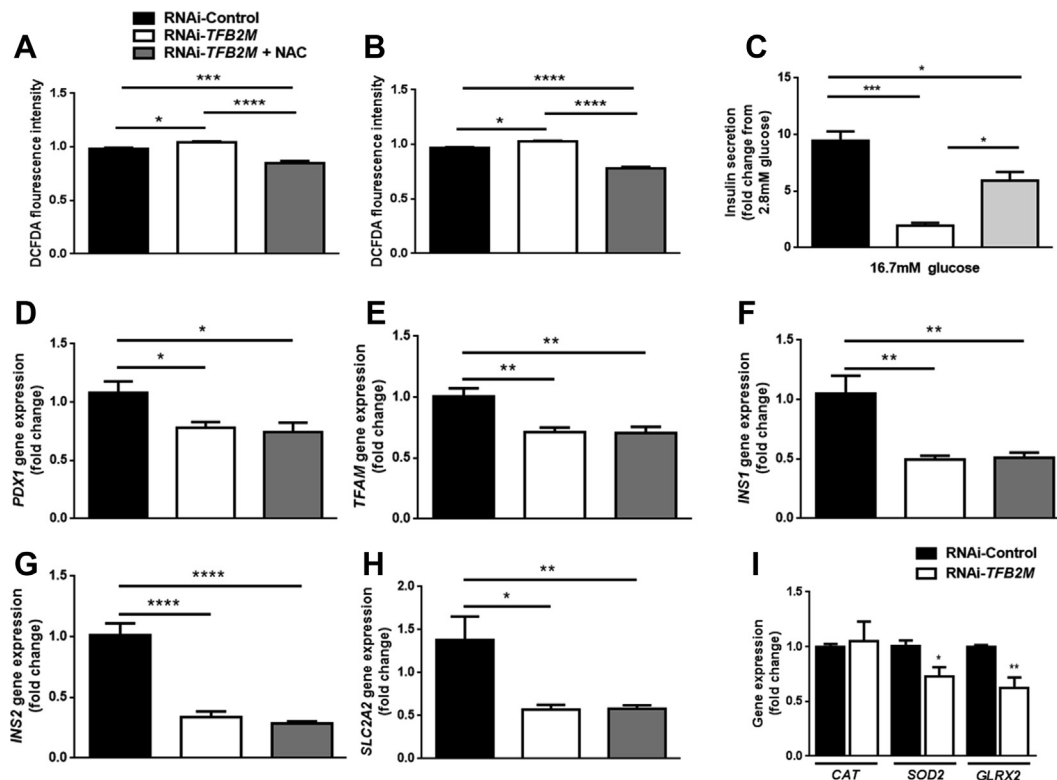 RNAi-Control
RNAi-TFB2M
RNAi-TFB2M + NAC
A
***
****
*
DCFDA flourescence intensity
1.5
1.0
0.5
0.0
B
****
****
*
DCFDA flourescence intensity
1.5
1.0
0.5
0.0
C
*
***
*
Insulin secretion
(fold change from
2.8mM glucose)
15
10
5
0
16.7mM glucose
D
*
*
PDX1 gene expression
(fold change)
1.5
1.0
0.5
0.0
E
**
**
TFAM gene expression
(fold change)
1.5
1.0
0.5
0.0
F
**
**
INS1 gene expression
(fold change)
1.5
1.0
0.5
0.0
G
****
****
INS2 gene expression
(fold change)
1.5
1.0
0.5
0.0
H
**
*
SLC2A2 gene expression
(fold change)
2.0
1.5
1.0
0.5
0.0
I
RNAi-Control
RNAi-TFB2M
Gene expression
(fold change)
1.5
1.0
0.5
0.0
*
**
CAT SOD2 GLRX2